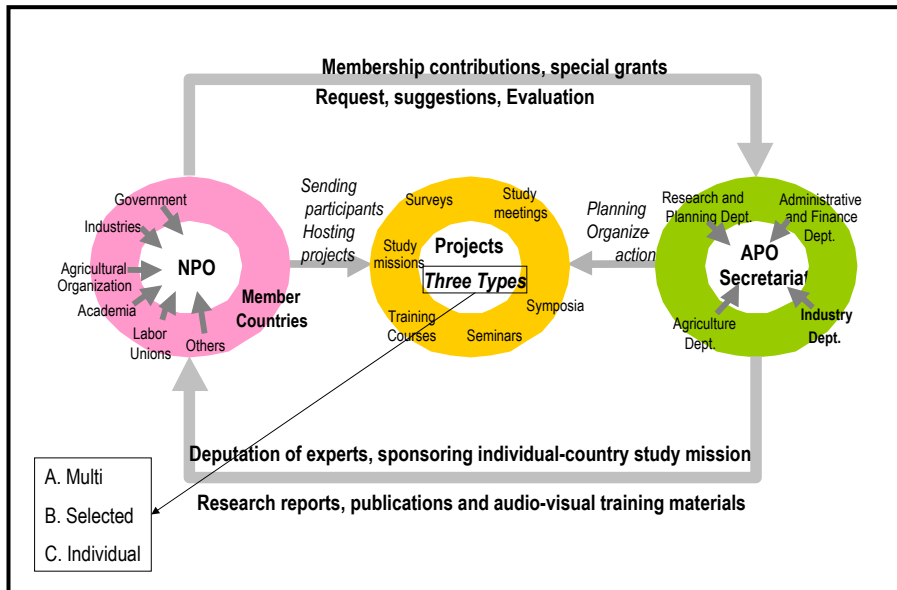 Membership contributions, special grants
Request, suggestions, Evaluation
Government
Industries
Agricultural
Organization
Academia
Labor
Unions
Others
NPO
Member
Countries
Sending
participants
Hosting
projects
Surveys
Study
meetings
Study
missions
Projects
Three Types
Symposia
Training
Courses
Seminars
Planning
Organize-
action
Research and
Planning Dept.
Administrative
and Finance
Dept.
APO
Secretariat
Agriculture
Dept.
Industry
Dept.
Deputation of experts, sponsoring individual-country study mission
Research reports, publications and audio-visual training materials
A. Multi
B. Selected
C. Individual